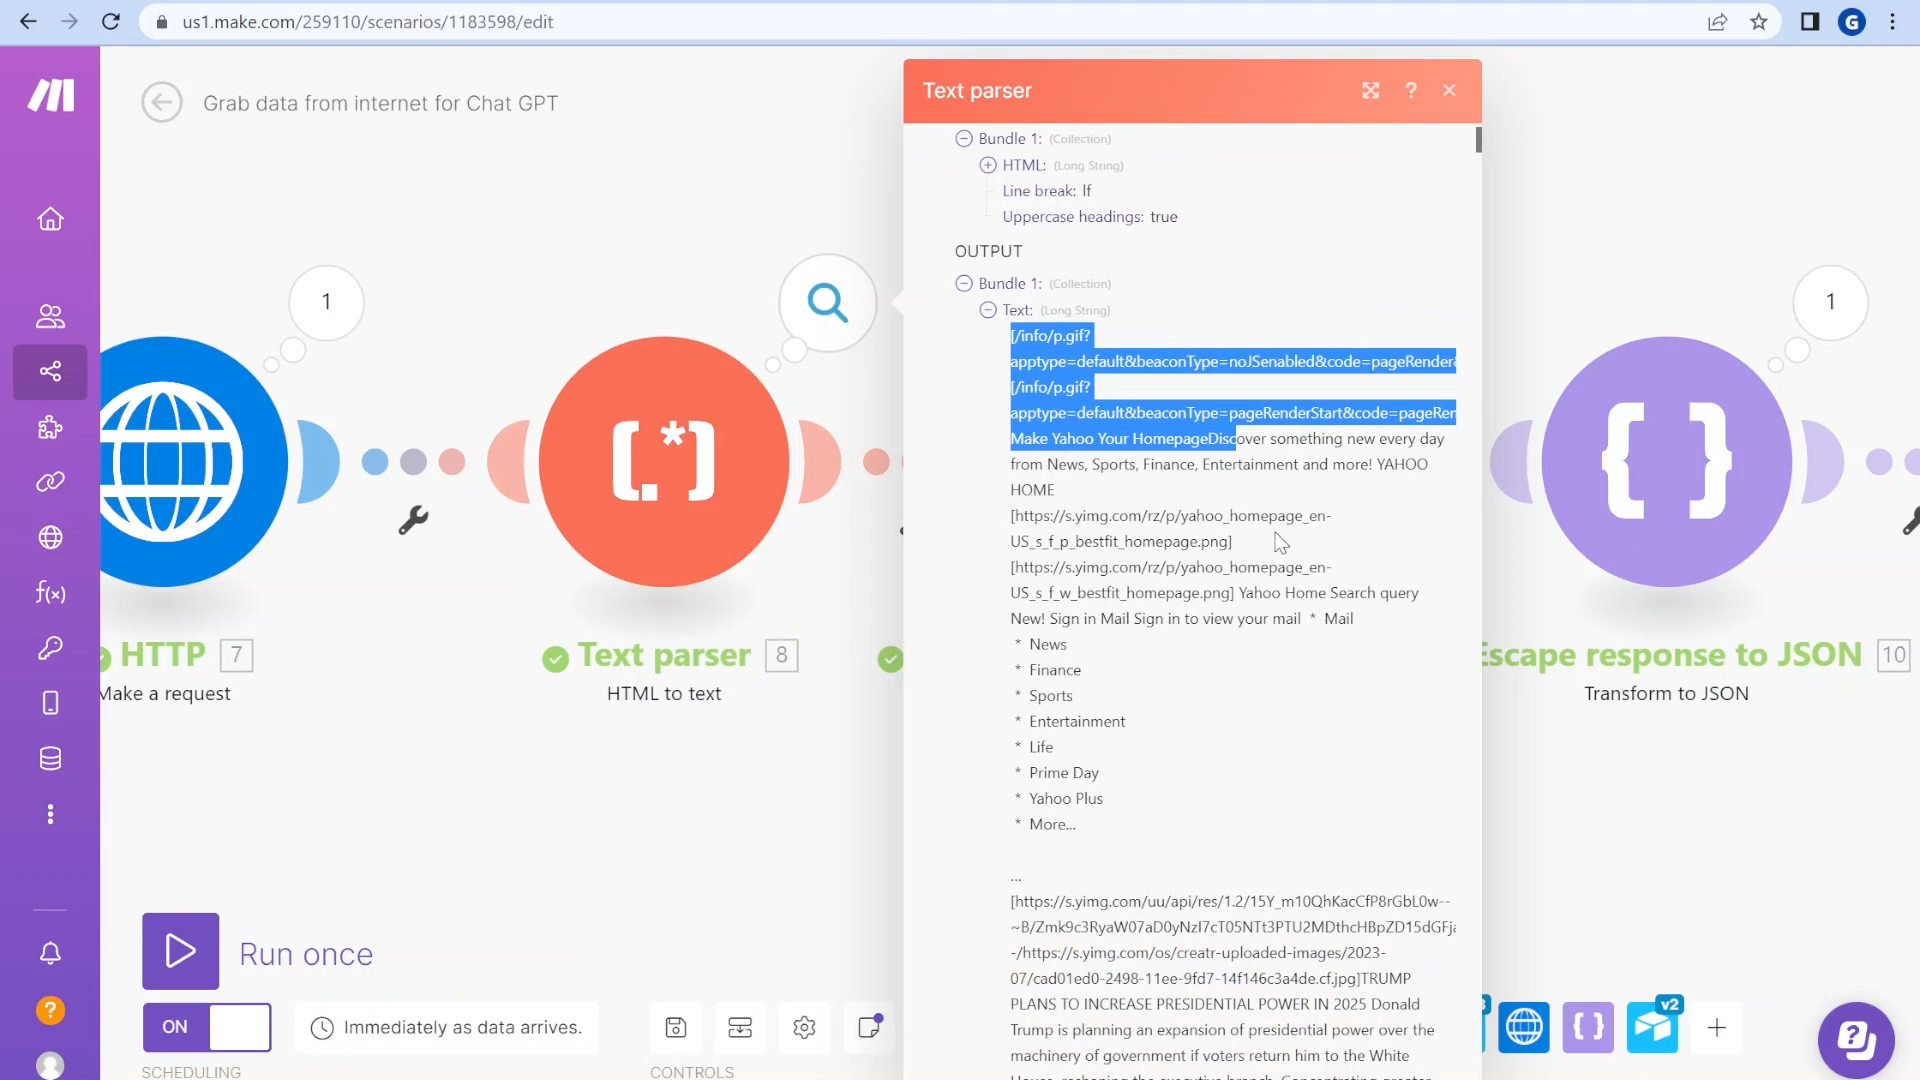 us1.make.com/259110/scenarios/1183598/edit
G
Grab data from internet for Chat GPT
Text parser
?
Bundle 1: (Collection)
HTML: (Long String)
Line break: lf
Uppercase headings: true
OUTPUT
Bundle 1: (Collection)
Text: (Long String)
[/info/p.gif?
apptype=default&beaconType=noJSenabled&code=pageRender
[/info/p.gif?
apptype=default&beaconType=pageRenderStart&code=pageRen
Make Yahoo Your HomepageDiscover something new every day
from News, Sports, Finance, Entertainment and more! YAHOO
HOME
[https://s.yimg.com/rz/p/yahoo_homepage_en-
US_s_f_p_bestfit_homepage.png]
[https://s.yimg.com/rz/p/yahoo_homepage_en-
US_s_f_w_bestfit_homepage.png] Yahoo Home Search query
New! Sign in Mail Sign in to view your mail * Mail
* News
* Finance
* Sports
* Entertainment
* Life
* Prime Day
* Yahoo Plus
* More...
...
[https://s.yimg.com/uu/api/res/1.2/15Y_m10QhKacCfP8rGbL0w--
~B/Zmk9c3RyaW07aD0yNzI7cT05NTt3PTU2MDthcHBpZD15dGFj
-/https://s.yimg.com/os/creatr-uploaded-images/2023-
07/cad01ed0-2498-11ee-9fd7-14f146c3a4de.cf.jpg]TRUMP
PLANS TO INCREASE PRESIDENTIAL POWER IN 2025 Donald
Trump is planning an expansion of presidential power over the
machinery of government if voters return him to the White
1
1
HTTP 7
Make a request
Text parser 8
HTML to text
Escape response to JSON 10
Transform to JSON
f(x)
Run once
ON
Immediately as data arrives.
SCHEDULING
CONTROLS
v2
?
?